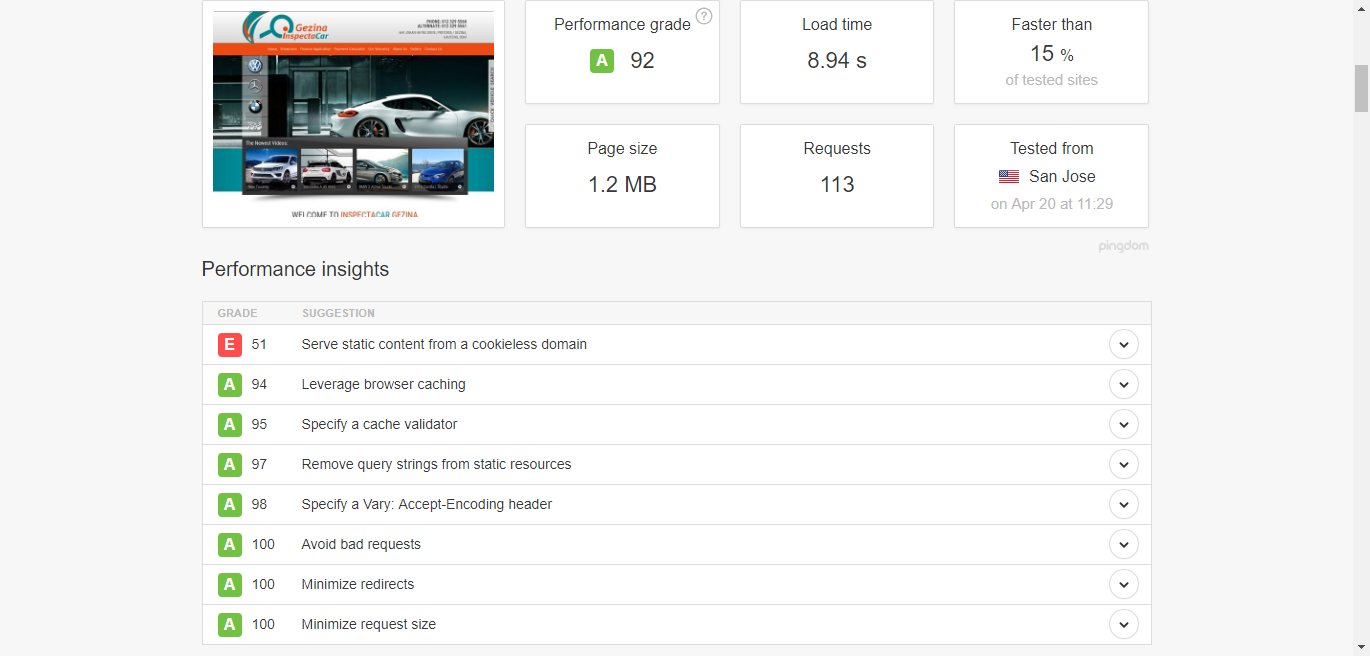 Gezina
InspectaCar
PHONE: 012 329 5554
WELCOME TO INSPECTACAR GEZINA
The Newest Videos:
Performance grade ?
A 92
Load time
8.94 s
Faster than
15 %
of tested sites
Page size
1.2 MB
Requests
113
Tested from
San Jose
on Apr 20 at 11:29
pingdom
Performance insights
GRADE SUGGESTION
E 51 Serve static content from a cookieless domain
A 94 Leverage browser caching
A 95 Specify a cache validator
A 97 Remove query strings from static resources
A 98 Specify a Vary: Accept-Encoding header
A 100 Avoid bad requests
A 100 Minimize redirects
A 100 Minimize request size